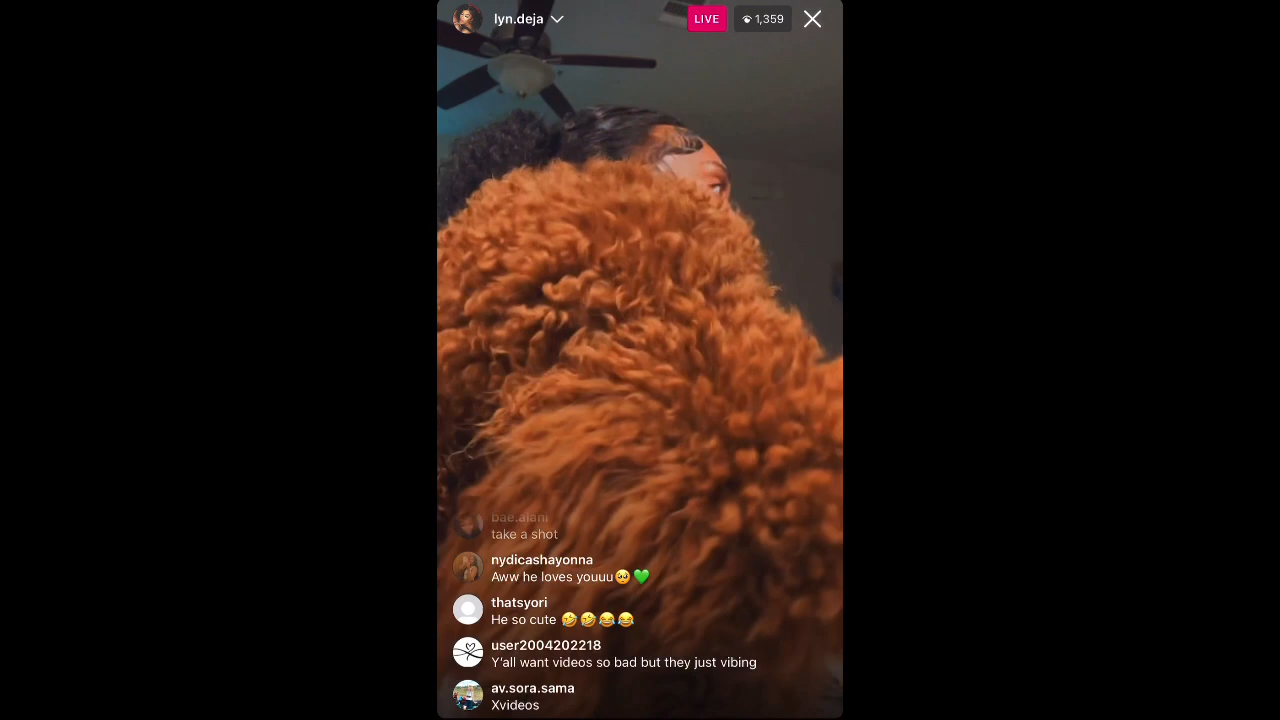 lyn.deja
LIVE
1,359
bae.alani
take a shot
nydicashayonna
Aww he loves youuu🥺💚
thatsyori
He so cute 🤣🤣😂😂
user2004202218
Y'all want videos so bad but they just vibing
av.sora.sama
Xvideos